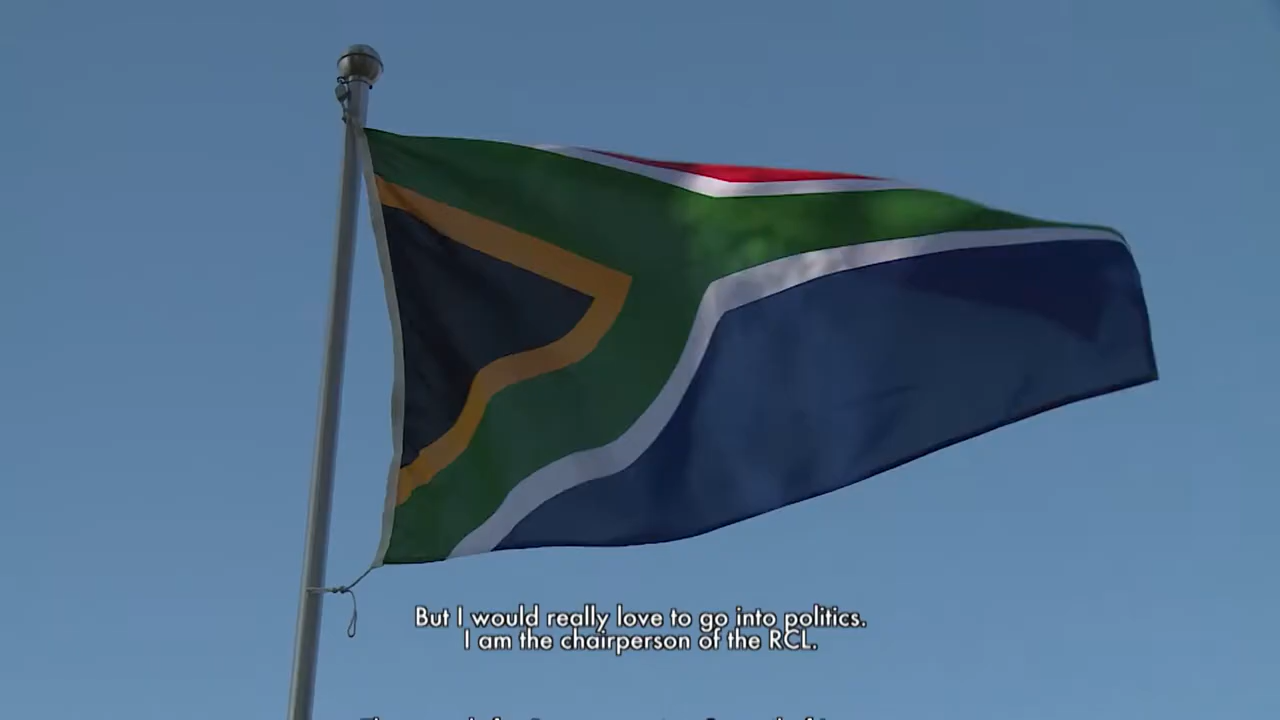 But I would really love to go into politics.
I am the chairperson of the RCL.